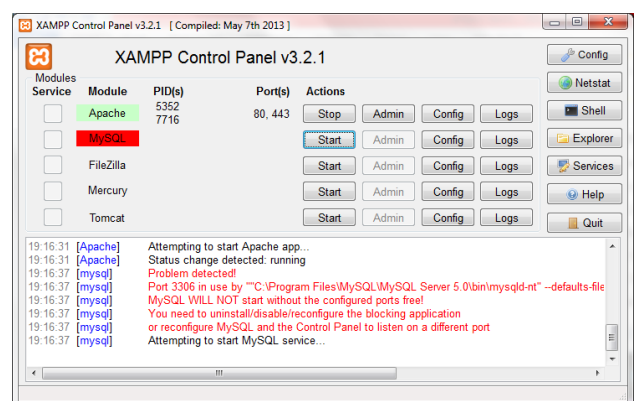 XAMPP Control Panel v3.2.1 [ Compiled: May 7th 2013 ]
XAMPP Control Panel v3.2.1
Config
Modules
Service Module PID(s) Port(s) Actions
Netstat
Apache 5352 7716 80, 443 Stop Admin Config Logs
Shell
MySQL Start Admin Config Logs
Explorer
FileZilla Start Admin Config Logs
Services
Mercury Start Admin Config Logs
Help
Tomcat Start Admin Config Logs
Quit
19:16:31 [Apache] Attempting to start Apache app...
19:16:31 [Apache] Status change detected: running
19:16:37 [mysql] Problem detected!
19:16:37 [mysql] Port 3306 in use by ""C:\Program Files\MySQL\MySQL Server 5.0\bin\mysqld-nt" --defaults-file
19:16:37 [mysql] MySQL WILL NOT start without the configured ports free!
19:16:37 [mysql] You need to uninstall/disable/reconfigure the blocking application
19:16:37 [mysql] or reconfigure MySQL and the Control Panel to listen on a different port
19:16:37 [mysql] Attempting to start MySQL service...